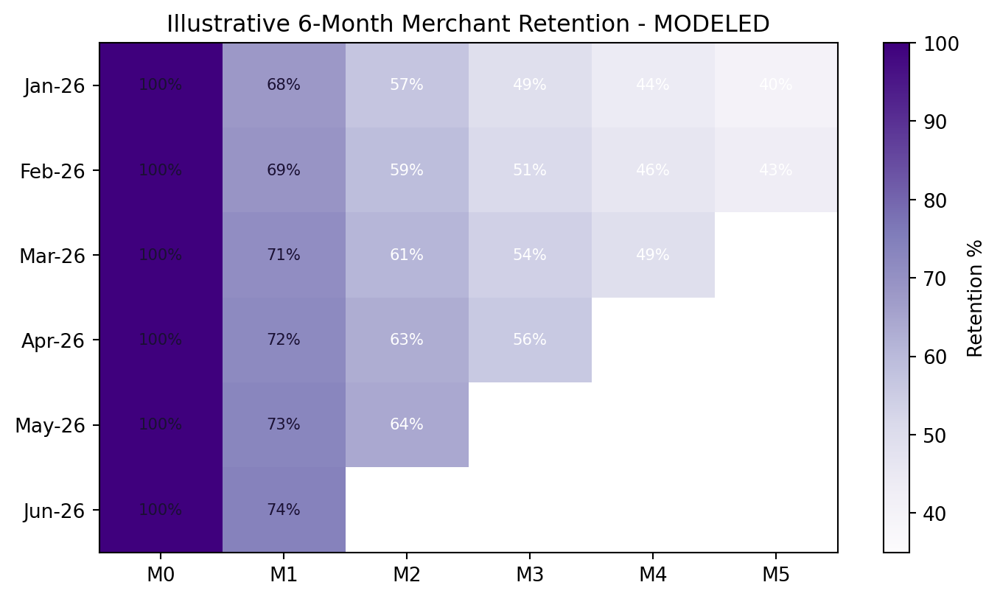 Illustrative 6-Month Merchant Retention - MODELED
Jan-26 100% 68% 57% 49% 44% 40%
Feb-26 100% 69% 59% 51% 46% 43%
Mar-26 100% 71% 61% 54% 49%
Apr-26 100% 72% 63% 56%
May-26 100% 73% 64%
Jun-26 100% 74%
M0 M1 M2 M3 M4 M5
100
90
80
70
60
50
40
Retention %